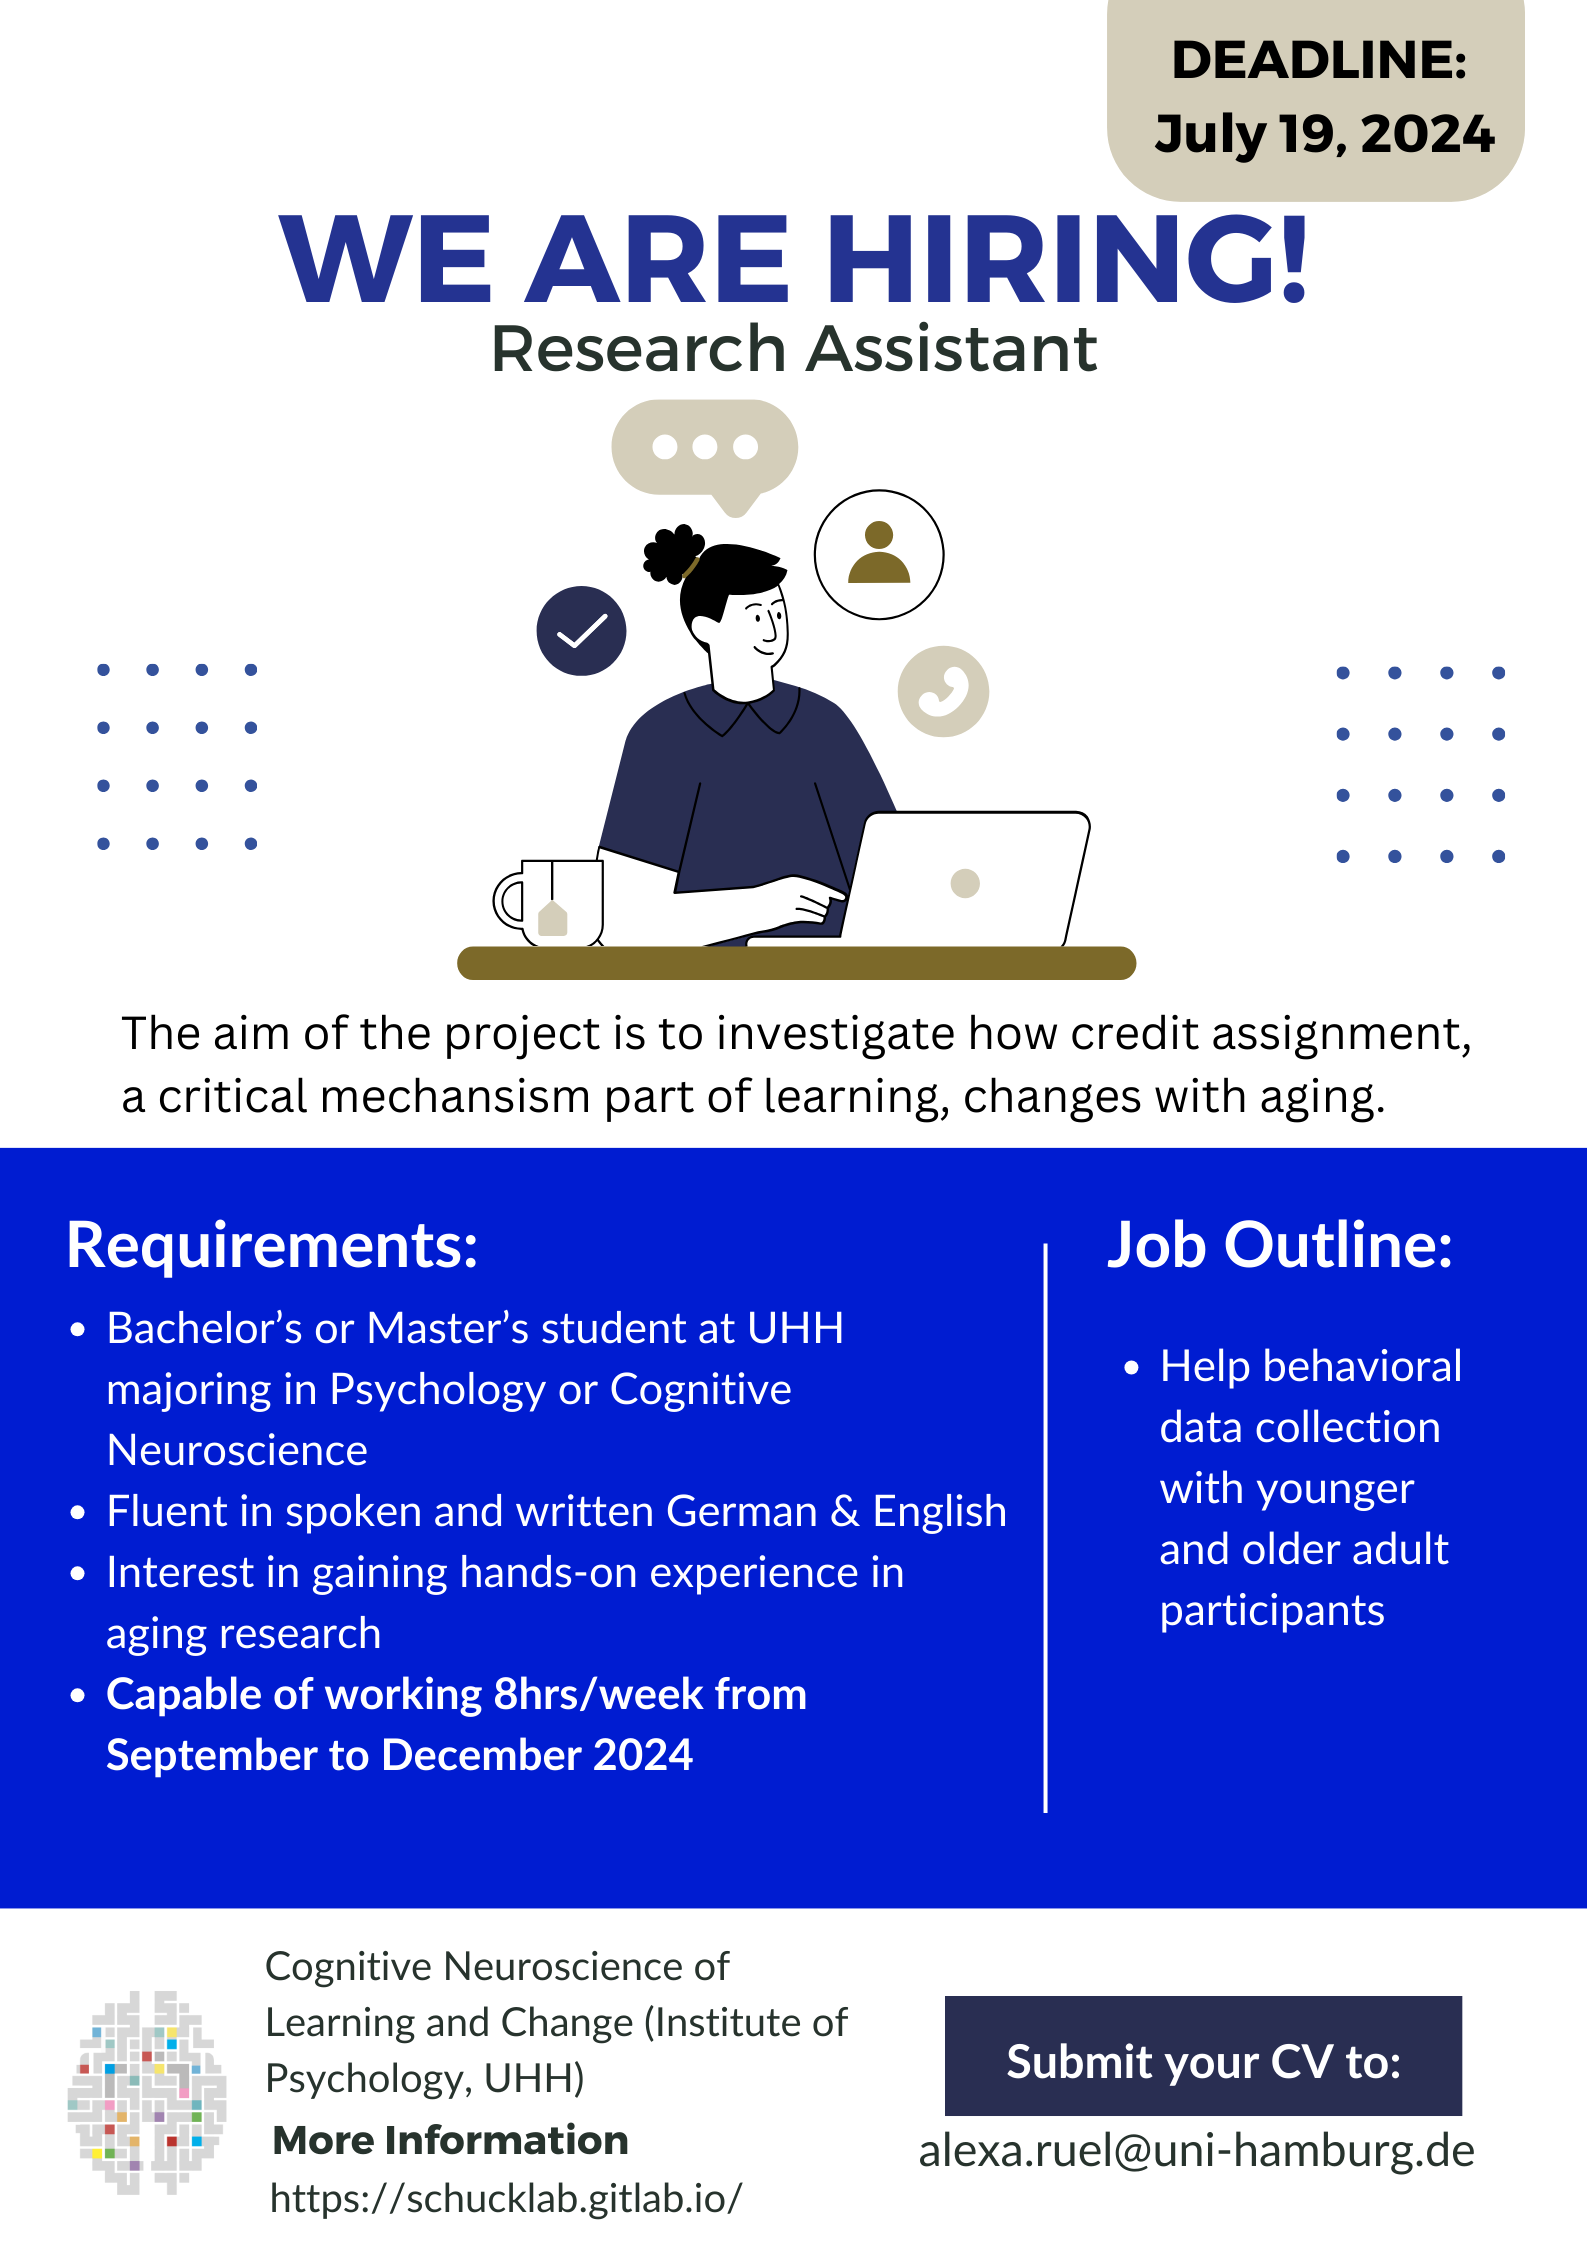 DEADLINE:
July 19, 2024
WE ARE HIRING!
Research Assistant
The aim of the project is to investigate how credit assignment,
a critical mechansism part of learning, changes with aging.
Requirements:
• Bachelor’s or Master’s student at UHH
majoring in Psychology or Cognitive
Neuroscience
• Fluent in spoken and written German & English
• Interest in gaining hands-on experience in
aging research
• Capable of working 8hrs/week from
September to December 2024
Job Outline:
• Help behavioral
data collection
with younger
and older adult
participants
Cognitive Neuroscience of
Learning and Change (Institute of
Psychology, UHH)
More Information
https://schucklab.gitlab.io/
Submit your CV to:
alexa.ruel@uni-hamburg.de